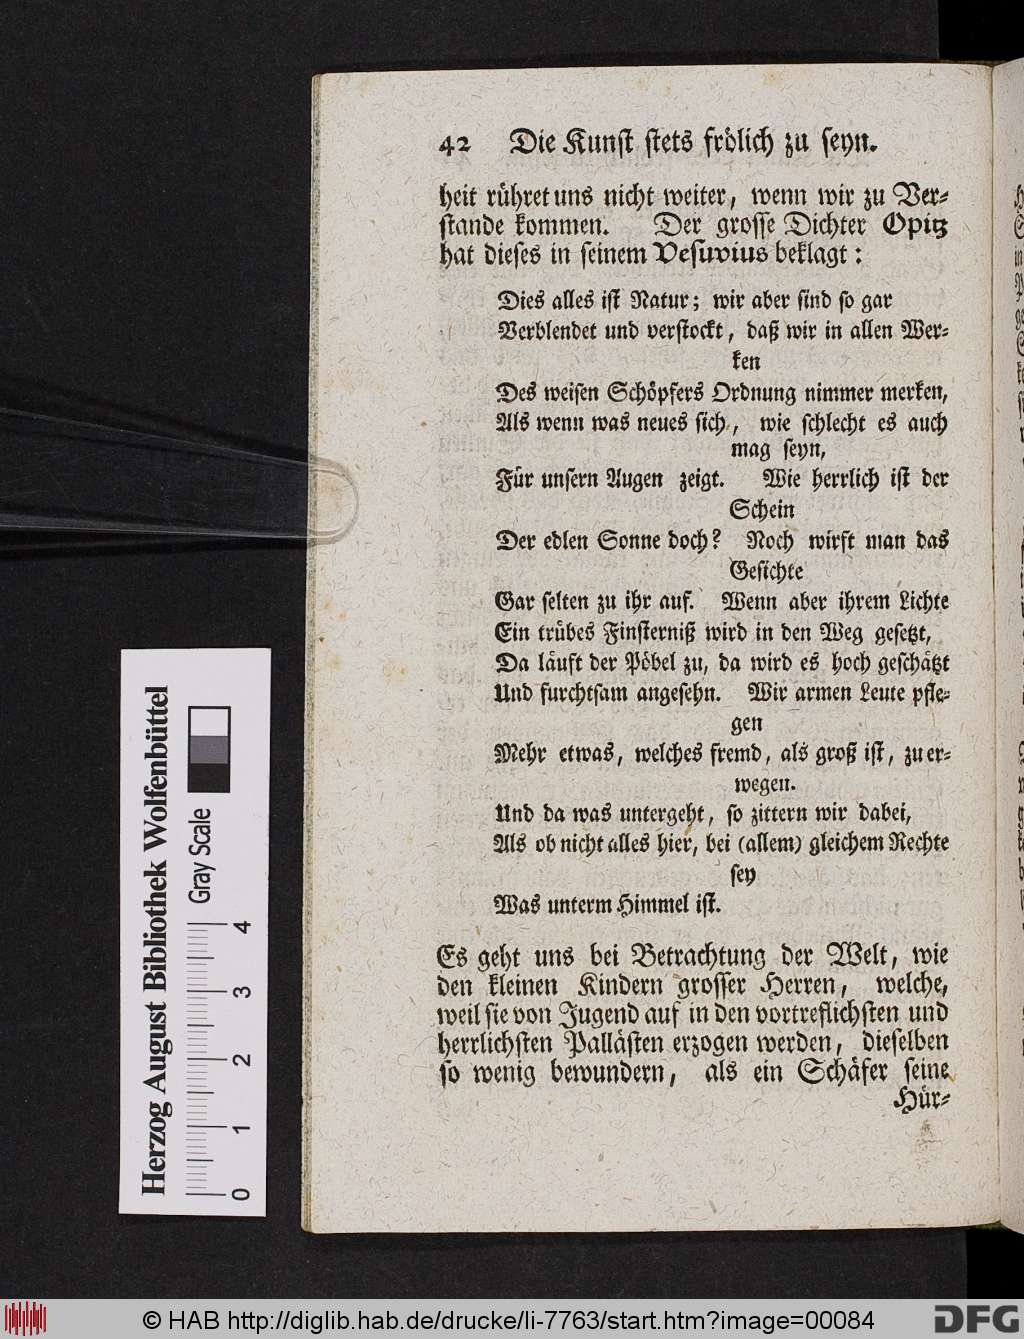 42 Die Kunst stets frölich zu seyn.
heit rühret uns nicht weiter, wenn wir zu Ver-
stande kommen. Der grosse Dichter Opitz
hat dieses in seinem Vesuvius beklagt:
Dies alles ist Natur; wir aber sind so gar
Verblendet und verstockt, daß wir in allen Wer-
ken
Des weisen Schöpfers Ordnung nimmer merken,
Als wenn was neues sich, wie schlecht es auch
mag seyn,
Für unsern Augen zeigt. Wie herrlich ist der
Schein
Der edlen Sonne doch? Noch wirft man das
Gesichte
Gar selten zu ihr auf. Wenn aber ihrem Lichte
Ein trübes Finsterniß wird in den Weg gesetzt,
Da läuft der Pöbel zu, da wird es hoch geschätzt
Und furchtsam angesehn. Wir armen Leute pfle-
gen
Mehr etwas, welches fremd, als groß ist, zu er-
wegen.
Und da was untergeht, so zittern wir dabei,
Als ob nicht alles hier, bei (allem) gleichem Rechte
sey
Was unterm Himmel ist.
Es geht uns bei Betrachtung der Welt, wie
den kleinen Kindern grosser Herren, welche,
weil sie von Jugend auf in den vortreflichsten und
herrlichsten Pallästen erzogen werden, dieselben
so wenig bewundern, als ein Schäfer seine
Hür-
Herzog August Bibliothek Wolfenbüttel
Gray Scale
0 1 2 3 4
© HAB http://diglib.hab.de/drucke/li-7763/start.htm?image=00084
DFG